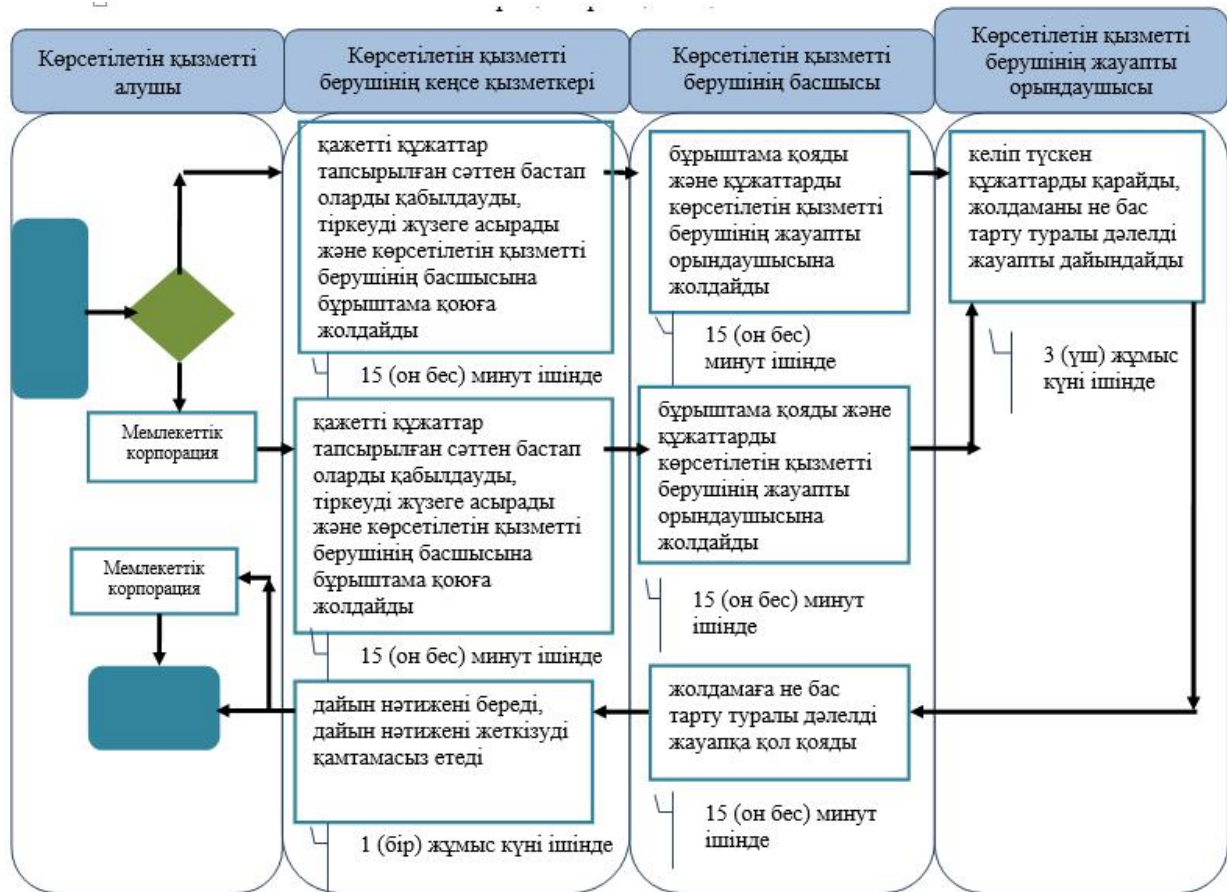 Көрсетілетін қызметті
алушы
Көрсетілетін қызметті
берушінің кеңсе қызметкері
Көрсетілетін қызметті
берушінің басшысы
Көрсетілетін қызметті
берушінің жауапты
орындаушысы
қажетті құжаттар
тапсырылған сәттен бастап
оларды қабылдауды,
тіркеуді жүзеге асырады
және көрсетілетін қызметті
берушінің басшысына
бұрыштама қоюға
жолдайды
15 (он бес) минут ішінде
бұрыштама қояды
және құжаттарды
көрсетілетін қызметті
берушінің жауапты
орындаушысына
жолдайды
15 (он бес)
минут ішінде
келіп түскен
құжаттарды қарайды,
жолдаманы не бас
тарту туралы дәлелді
жауапты дайындайды
3 (үш) жұмыс
күні ішінде
Мемлекеттік
корпорация
қажетті құжаттар
тапсырылған сәттен бастап
оларды қабылдауды,
тіркеуді жүзеге асырады
және көрсетілетін қызметті
берушінің басшысына
бұрыштама қоюға
жолдайды
15 (он бес) минут ішінде
бұрыштама қояды және
құжаттарды
көрсетілетін қызметті
берушінің жауапты
орындаушысына
жолдайды
15 (он бес) минут
ішінде
Мемлекеттік
корпорация
дайын нәтижені береді,
дайын нәтижені жеткізуді
қамтамасыз етеді
1 (бір) жұмыс күні ішінде
жолдамаға не бас
тарту туралы дәлелді
жауапқа қол қояды
15 (он бес) минут
ішінде